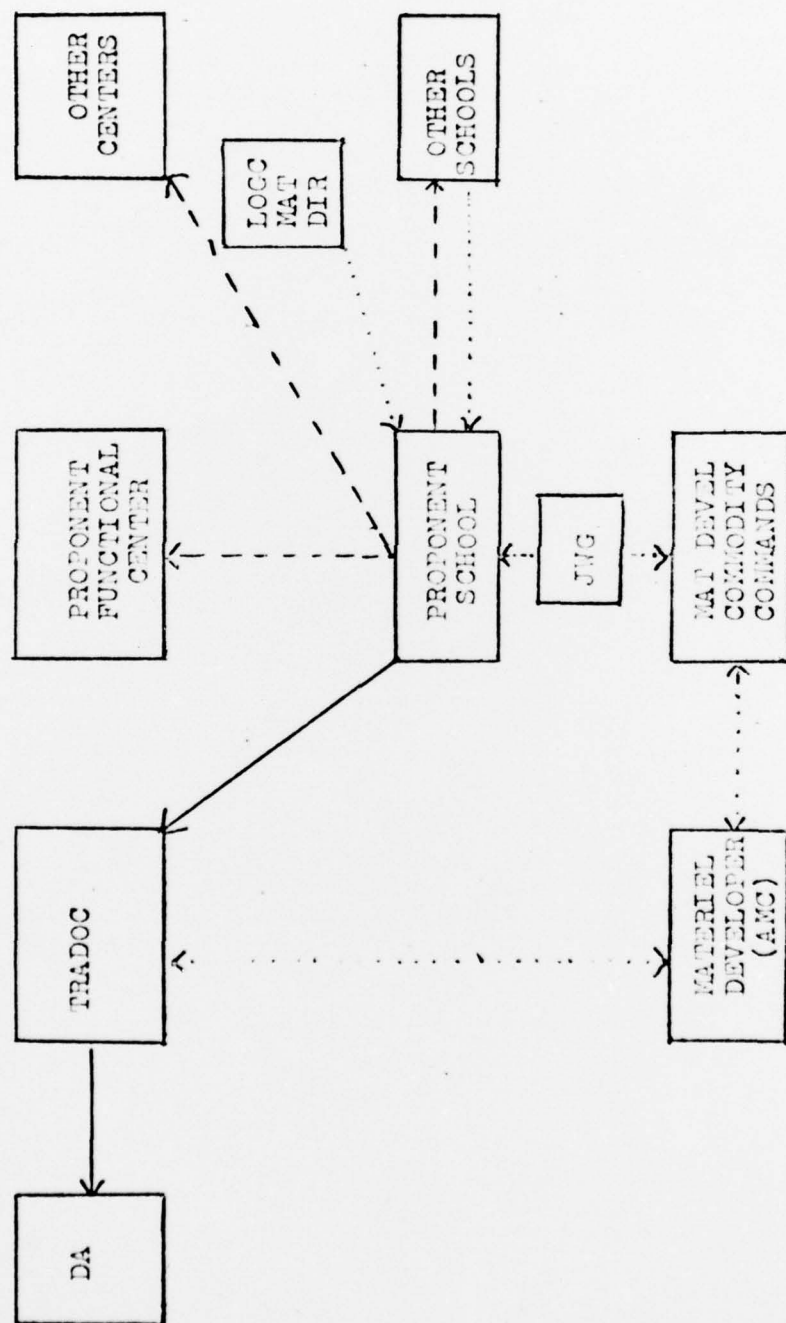 OTHER
CENTERS
LOGC
MAT
DIR
OTHER
SCHOOLS
PROPONENT
FUNCTIONAL
CENTER
PROPONENT
SCHOOL
JWG
MAT DEVEL
COMMODITY
COMMANDS
TRADOC
MATERIEL
DEVELOPER
(AMC)
DA